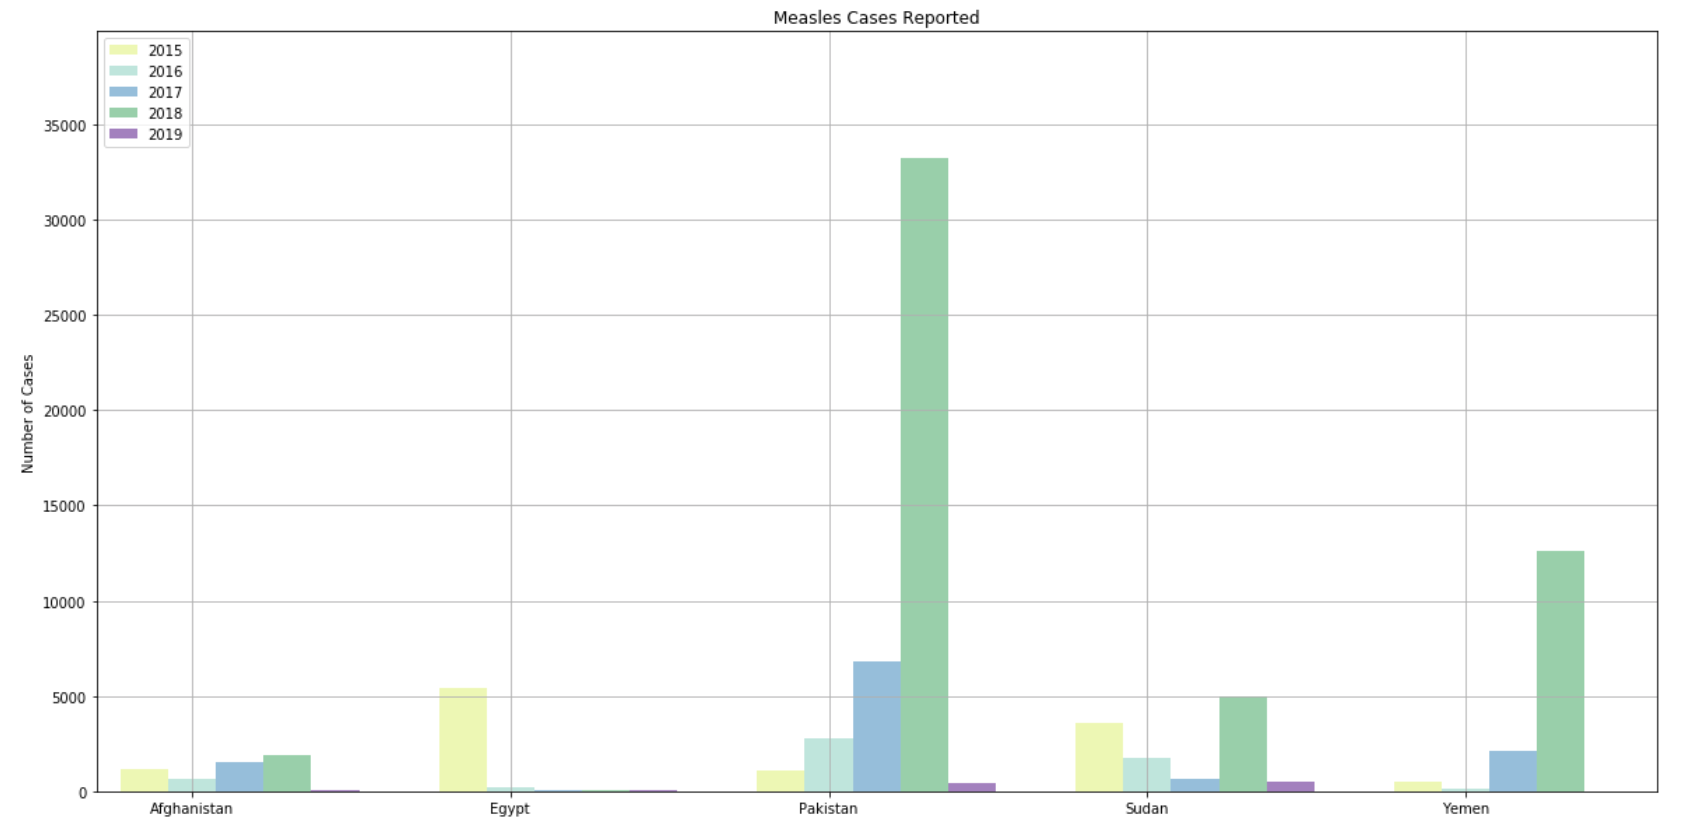 Measles Cases Reported
2015
2016
2017
2018
2019
35000
30000
25000
20000
15000
10000
5000
0
Number of Cases
Afghanistan
Egypt
Pakistan
Sudan
Yemen